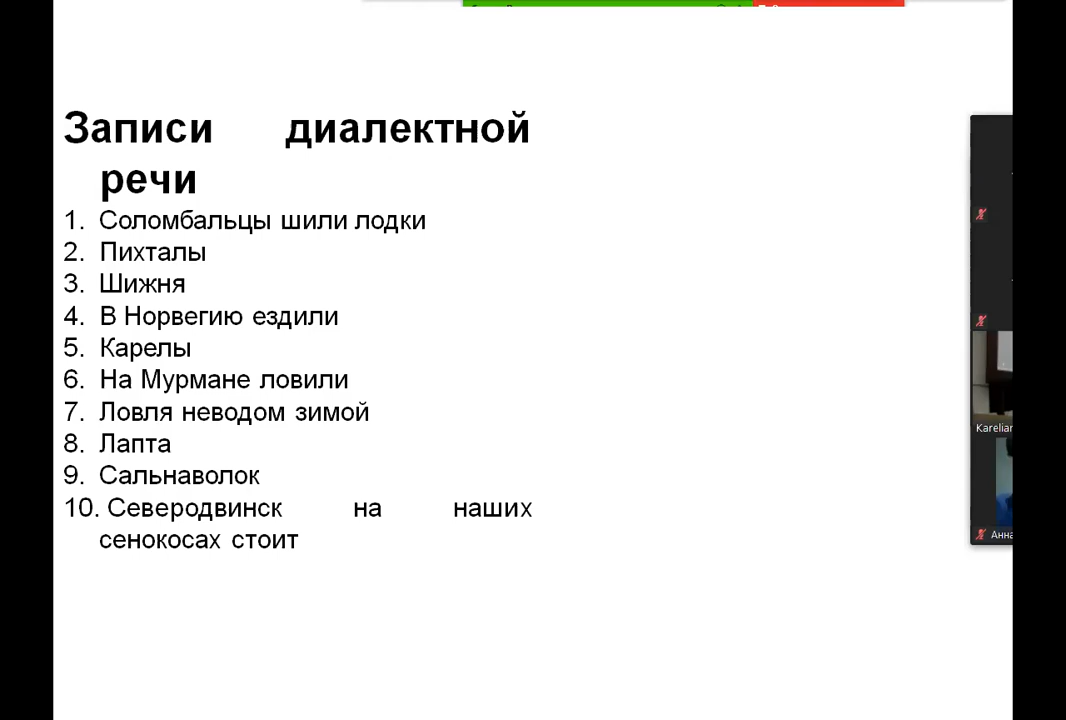 Записи диалектной
речи
1. Соломбальцы шили лодки
2. Пихталы
3. Шижня
4. В Норвегию ездили
5. Карелы
6. На Мурмане ловили
7. Ловля неводом зимой
8. Лапта
9. Сальнаволок
10. Северодвинск на наших
сенокосах стоит
Karelian
Анна